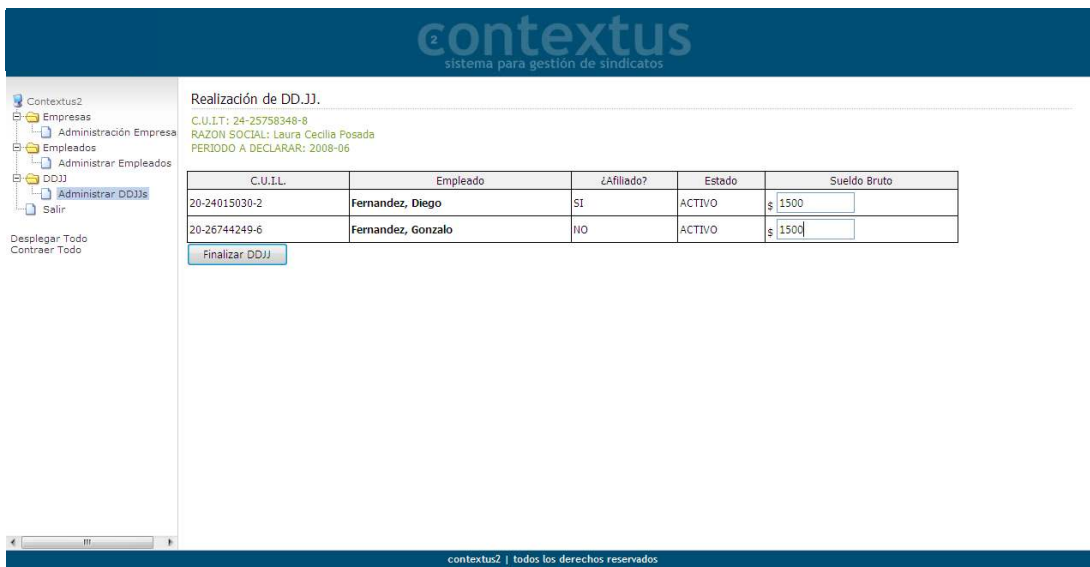 contextus
2
sistema para gestión de sindicatos
Contextus2
Empresas
Administración Empresa
Empleados
Administrar Empleados
DDJJ
Administrar DDJJs
Salir
Desplegar Todo
Contraer Todo
Realización de DD.JJ.
C.U.I.T: 24-25758348-8
RAZON SOCIAL: Laura Cecilia Posada
PERIODO A DECLARAR: 2008-06
C.U.I.L. Empleado ¿Afiliado? Estado Sueldo Bruto
20-24015030-2 Fernandez, Diego SI ACTIVO $ 1500
20-26744249-6 Fernandez, Gonzalo NO ACTIVO $ 1500
Finalizar DDJJ
contextus2 | todos los derechos reservados